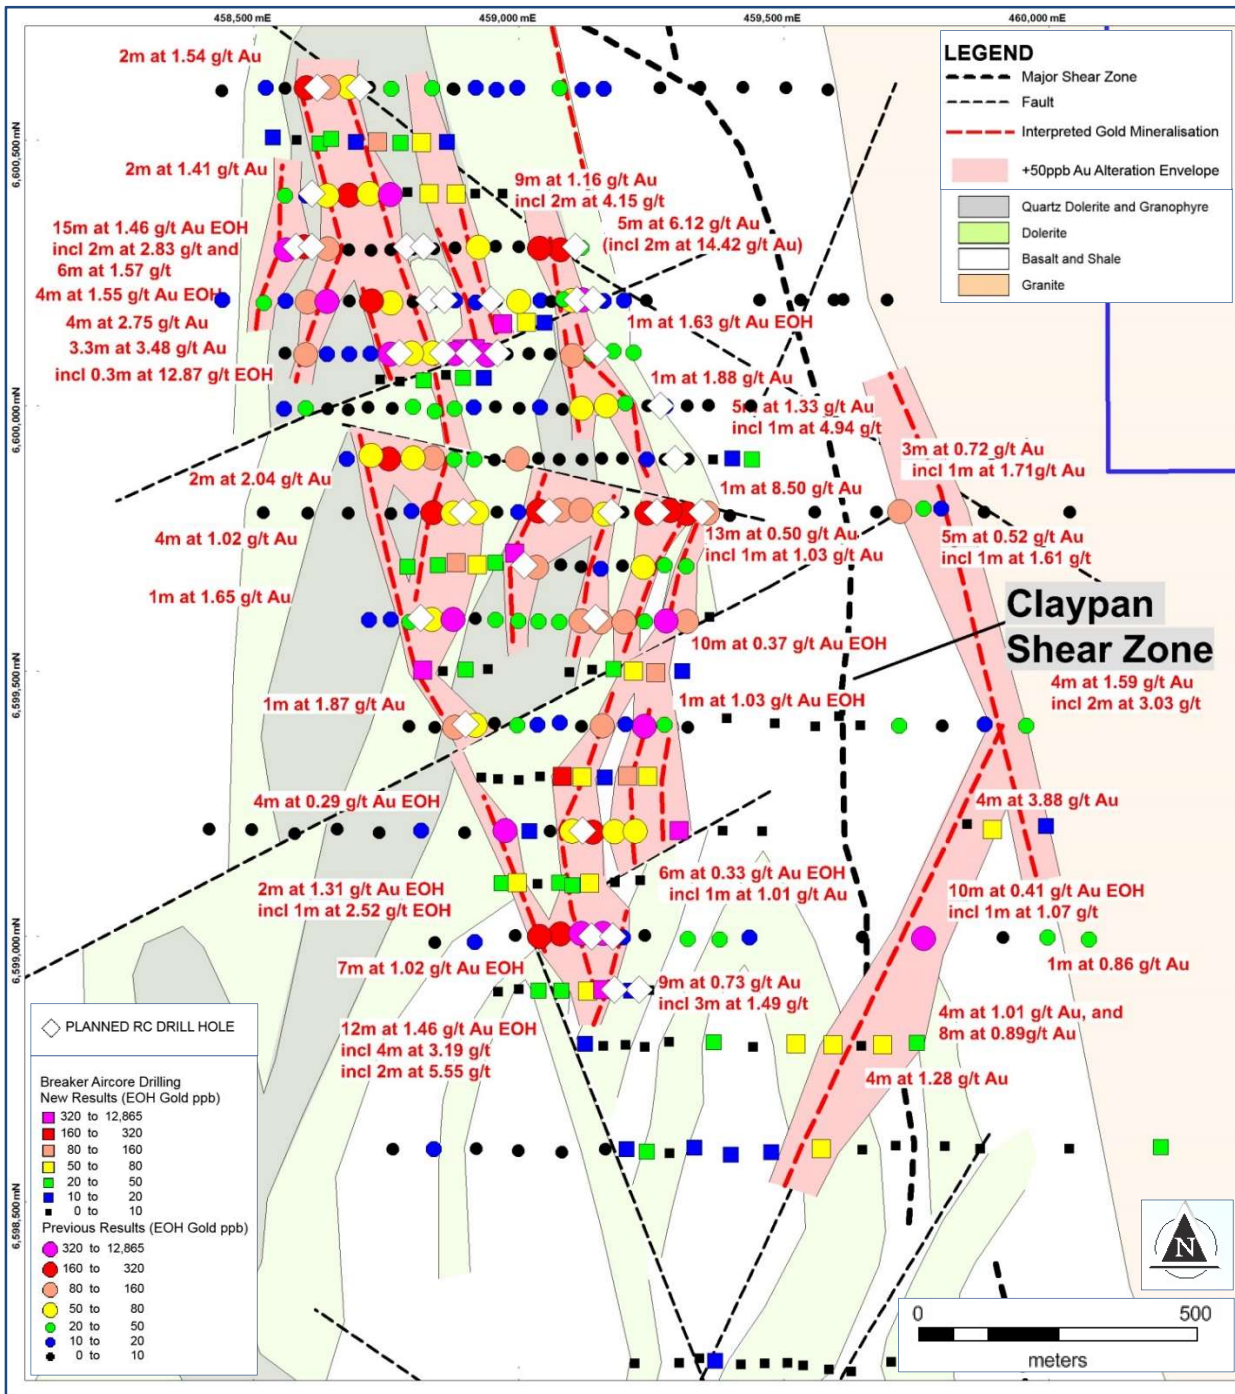 458,500 mE
459,000 mE
459,500 mE
460,000 mE
6,600,500 mN
6,600,000 mN
6,599,500 mN
6,599,000 mN
6,598,500 mN
LEGEND
Major Shear Zone
Fault
Interpreted Gold Mineralisation
+50ppb Au Alteration Envelope
Quartz Dolerite and Granophyre
Dolerite
Basalt and Shale
Granite
2m at 1.54 g/t Au
2m at 1.41 g/t Au
9m at 1.16 g/t Au
incl 2m at 4.15 g/t
15m at 1.46 g/t Au EOH
incl 2m at 2.83 g/t and
6m at 1.57 g/t
5m at 6.12 g/t Au
(incl 2m at 14.42 g/t Au)
4m at 1.55 g/t Au EOH
4m at 2.75 g/t Au
1m at 1.63 g/t Au EOH
3.3m at 3.48 g/t Au
incl 0.3m at 12.87 g/t EOH
1m at 1.88 g/t Au
5m at 1.33 g/t Au
incl 1m at 4.94 g/t
3m at 0.72 g/t Au
incl 1m at 1.71g/t Au
2m at 2.04 g/t Au
1m at 8.50 g/t Au
4m at 1.02 g/t Au
13m at 0.50 g/t Au
incl 1m at 1.03 g/t Au
5m at 0.52 g/t Au
incl 1m at 1.61 g/t
1m at 1.65 g/t Au
Claypan
Shear Zone
10m at 0.37 g/t Au EOH
4m at 1.59 g/t Au
incl 2m at 3.03 g/t
1m at 1.87 g/t Au
1m at 1.03 g/t Au EOH
4m at 0.29 g/t Au EOH
4m at 3.88 g/t Au
2m at 1.31 g/t Au EOH
incl 1m at 2.52 g/t EOH
6m at 0.33 g/t Au EOH
incl 1m at 1.01 g/t Au
10m at 0.41 g/t Au EOH
incl 1m at 1.07 g/t
7m at 1.02 g/t Au EOH
9m at 0.73 g/t Au
incl 3m at 1.49 g/t
1m at 0.86 g/t Au
12m at 1.46 g/t Au EOH
incl 4m at 3.19 g/t
incl 2m at 5.55 g/t
4m at 1.01 g/t Au, and
8m at 0.89g/t Au
4m at 1.28 g/t Au
PLANNED RC DRILL HOLE
Breaker Aircore Drilling
New Results (EOH Gold ppb)
320 to 12,865
160 to 320
80 to 160
50 to 80
20 to 50
10 to 20
0 to 10
Previous Results (EOH Gold ppb)
320 to 12,865
160 to 320
80 to 160
50 to 80
20 to 50
10 to 20
0 to 10
N
0 500
meters